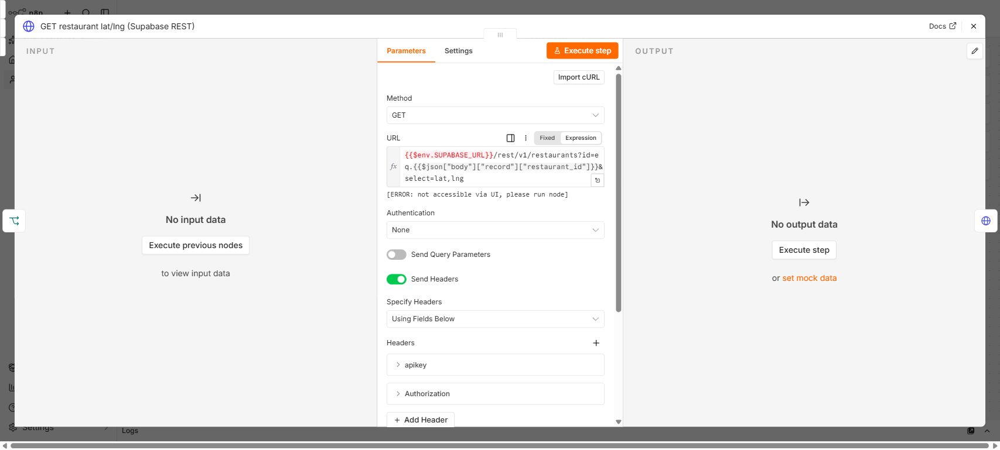 n8n
GET restaurant lat/lng (Supabase REST)
Docs
INPUT
Parameters
Settings
Execute step
OUTPUT
Import cURL
Method
GET
URL
Fixed
Expression
fx
{{$env.SUPABASE_URL}}/rest/v1/restaurants?id=e
q.{{$json["body"]["record"]["restaurant_id"]}}&
select=lat,lng
[ERROR: not accessible via UI, please run node]
Authentication
None
Send Query Parameters
Send Headers
Specify Headers
Using Fields Below
Headers
apikey
Authorization
Add Header
No input data
Execute previous nodes
to view input data
No output data
Execute step
or set mock data
Settings
Logs